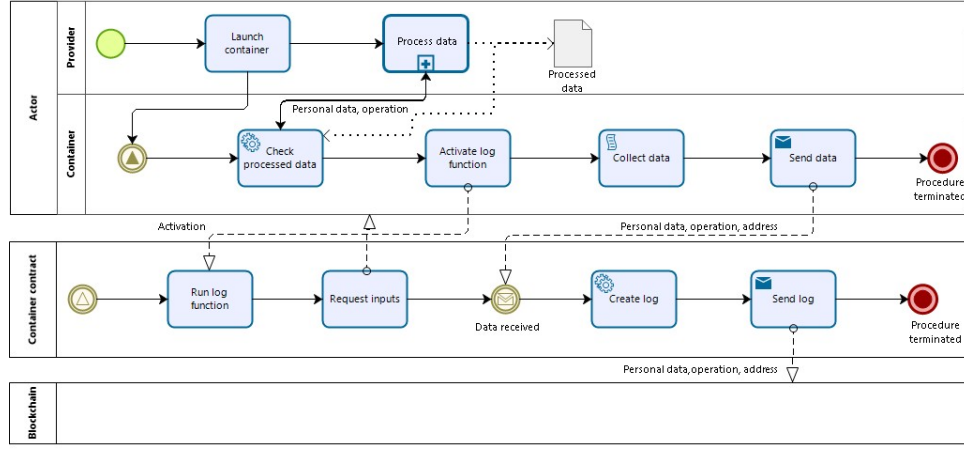 Actor
Provider
Launch
container
Process data
Processed
data
Container
Personal data, operation
Check
processed data
Activate log
function
Collect data
Send data
Procedure
terminated
Activation
Personal data, operation, address
Container contract
Run log
function
Request inputs
Data received
Create log
Send log
Procedure
terminated
Personal data,operation, address
Blockchain